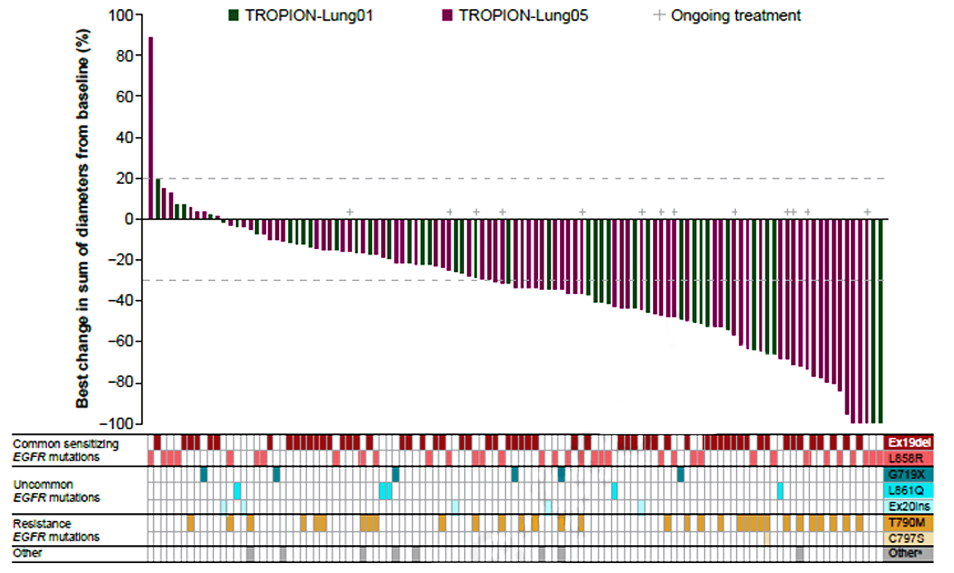 TROPION-Lung01 TROPION-Lung05 + Ongoing treatment
Best change in sum of diameters from baseline (%)
100
80
60
40
20
0
−20
−40
−60
−80
−100
Common sensitizing
EGFR mutations
Ex19del
L858R
Uncommon
EGFR mutations
G719X
L861Q
Ex20ins
Resistance
EGFR mutations
T790M
C797S
Other
Otherᵃ